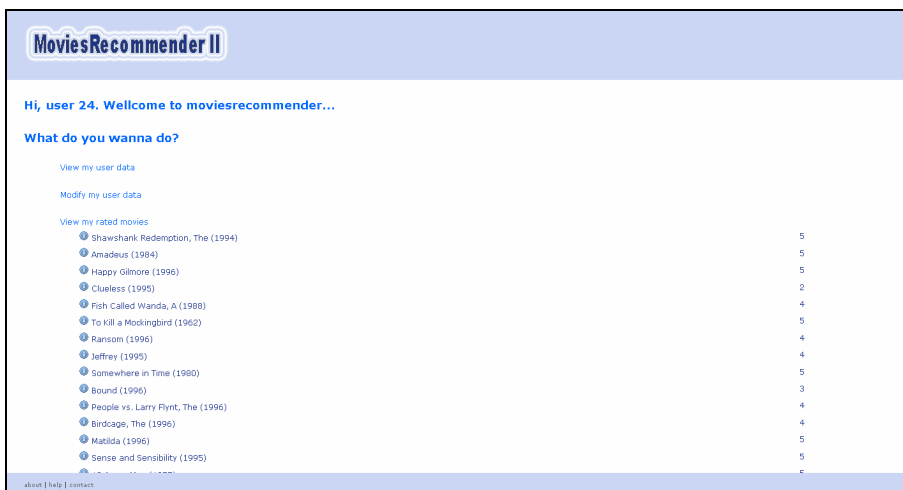 MoviesRecommender II
Hi, user 24. Wellcome to moviesrecommender...
What do you wanna do?
View my user data
Modify my user data
View my rated movies
Shawshank Redemption, The (1994) 5
Amadeus (1984) 5
Happy Gilmore (1996) 5
Clueless (1995) 2
Fish Called Wanda, A (1988) 4
To Kill a Mockingbird (1962) 5
Ransom (1996) 4
Jeffrey (1995) 4
Somewhere in Time (1980) 5
Bound (1996) 3
People vs. Larry Flynt, The (1996) 4
Birdcage, The (1996) 4
Matilda (1996) 5
Sense and Sensibility (1995) 5
about | help | contact